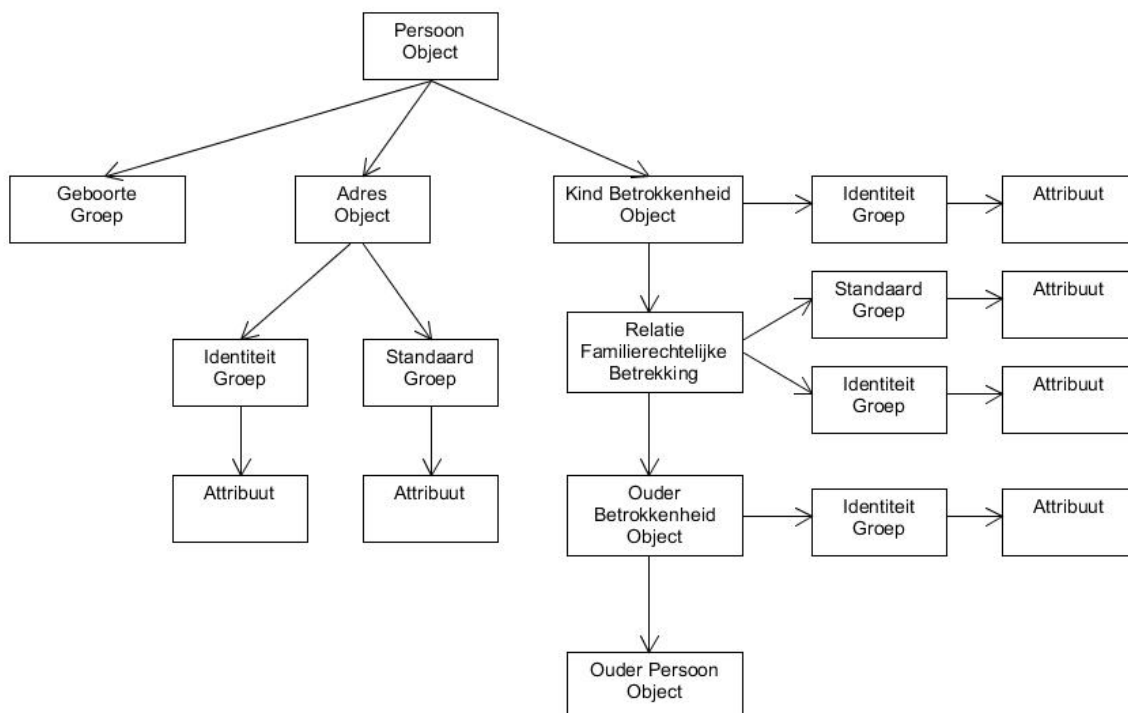 Persoon
Object
Geboorte
Groep
Adres
Object
Kind Betrokkenheid
Object
Identiteit
Groep
Attribuut
Standaard
Groep
Attribuut
Relatie
Familierechtelijke
Betrekking
Identiteit
Groep
Standaard
Groep
Identiteit
Groep
Attribuut
Attribuut
Attribuut
Ouder
Betrokkenheid
Object
Identiteit
Groep
Attribuut
Ouder Persoon
Object